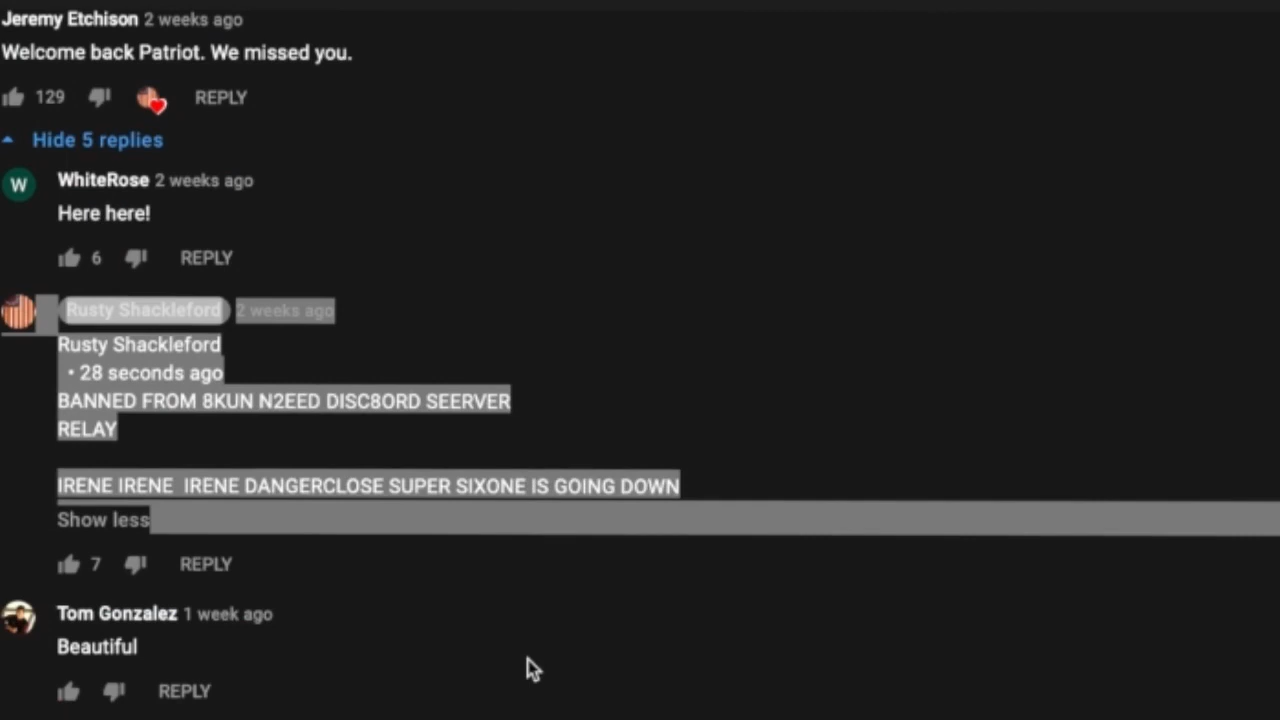 Jeremy Etchison 2 weeks ago
Welcome back Patriot. We missed you.
129 REPLY
Hide 5 replies
W WhiteRose 2 weeks ago
Here here!
6 REPLY
Rusty Shackleford 2 weeks ago
Rusty Shackleford
• 28 seconds ago
BANNED FROM 8KUN N2EED DISC8ORD SEERVER
RELAY
IRENE IRENE  IRENE DANGERCLOSE SUPER SIXONE IS GOING DOWN
Show less
7 REPLY
Tom Gonzalez 1 week ago
Beautiful
REPLY